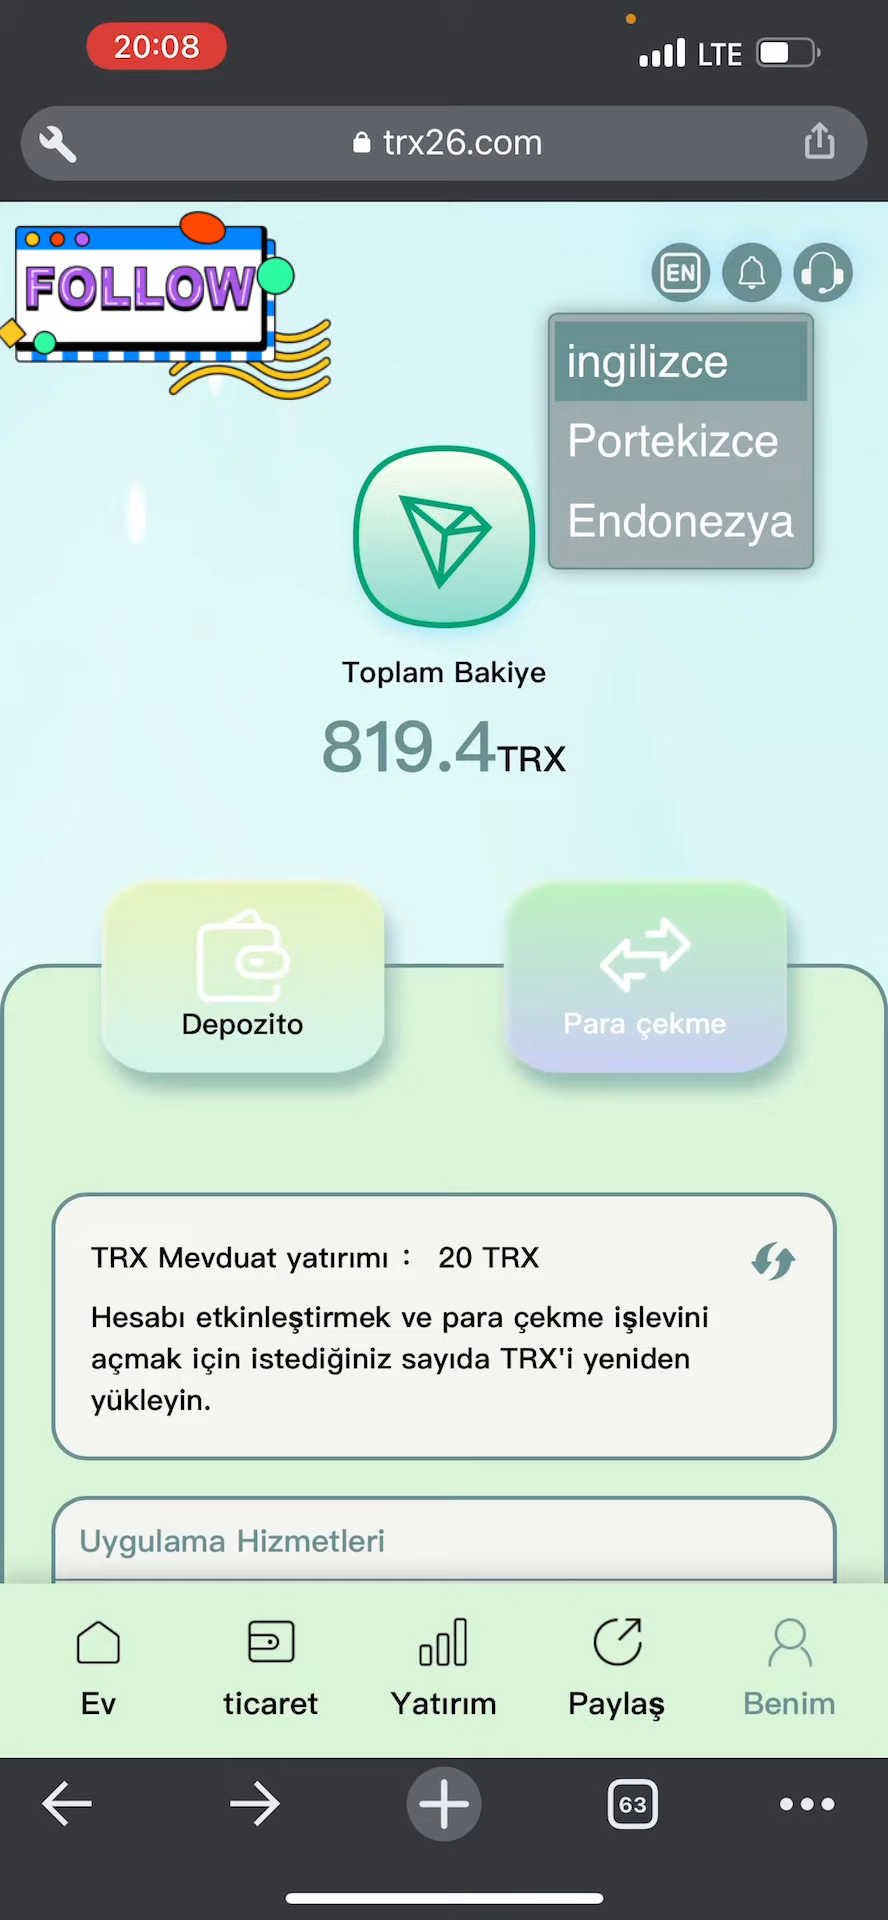 20:08
LTE
trx26.com
FOLLOW
EN
ingilizce
Portekizce
Endonezya
Toplam Bakiye
819.4TRX
Depozito
Para çekme
TRX Mevduat yatırımı : 20 TRX
Hesabı etkinleştirmek ve para çekme işlevini
açmak için istediğiniz sayıda TRX'i yeniden
yükleyin.
Uygulama Hizmetleri
Ev
ticaret
Yatırım
Paylaş
Benim
63